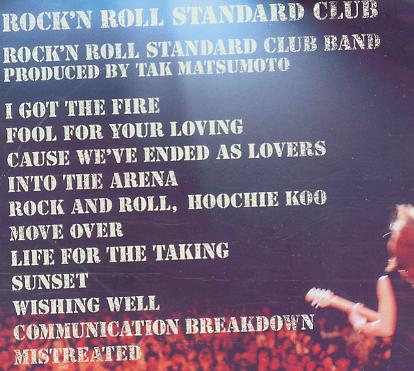 ROCK'N ROLL STANDARD CLUB
ROCK'N ROLL STANDARD CLUB BAND
PRODUCED BY TAK MATSUMOTO
I GOT THE FIRE
FOOL FOR YOUR LOVING
CAUSE WE'VE ENDED AS LOVERS
INTO THE ARENA
ROCK AND ROLL, HOOCHIE KOO
MOVE OVER
LIFE FOR THE TAKING
SUNSET
WISHING WELL
COMMUNICATION BREAKDOWN
MISTREATED